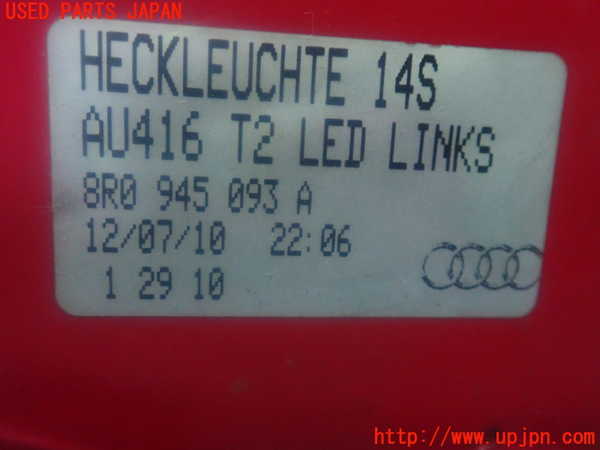 USED PARTS JAPAN
HECKLEUCHTE 14S
AU416 T2 LED LINKS
8R0 945 093 A
12/07/10 22:06
1 29 10
UPJ
www.upjpn.com